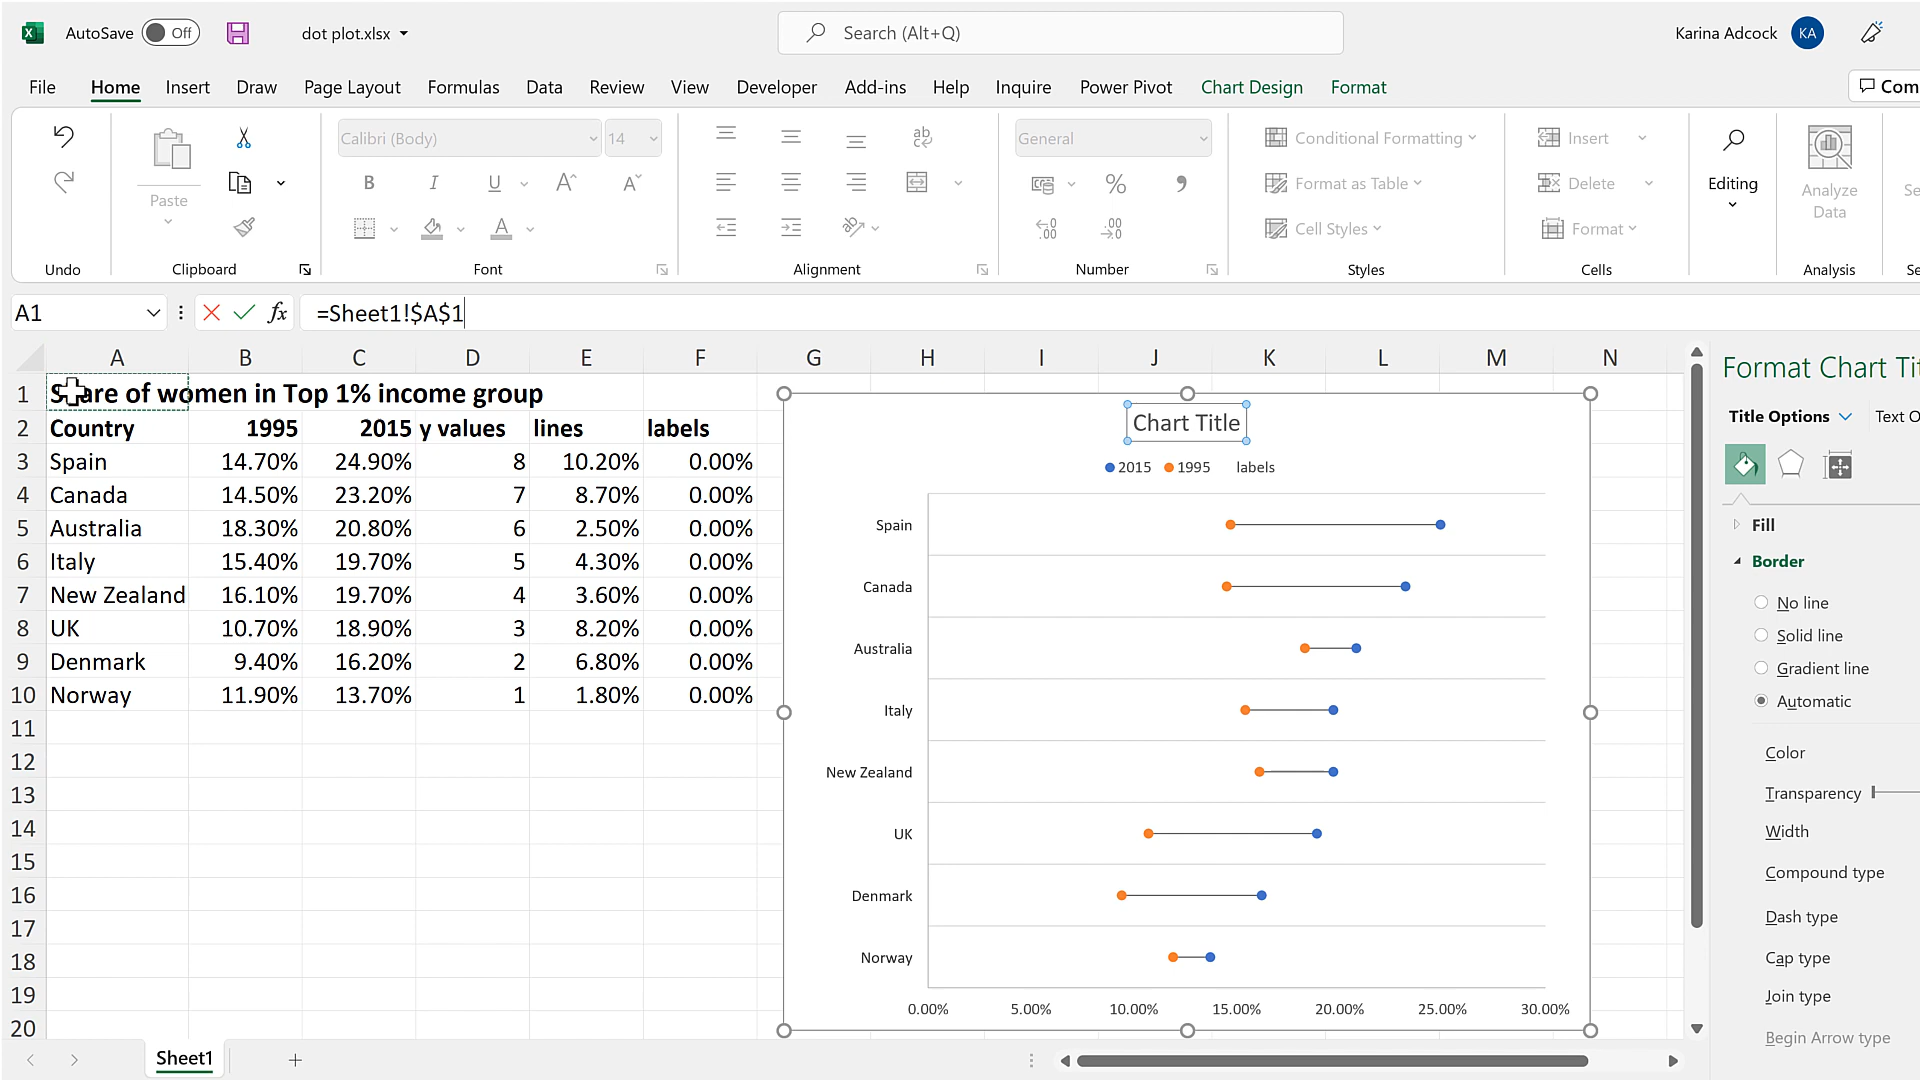 AutoSave Off dot plot.xlsx Search (Alt+Q) Karina Adcock KA
File Home Insert Draw Page Layout Formulas Data Review View Developer Add-ins Help Inquire Power Pivot Chart Design Format Com
Calibri (Body) 14 ab General Conditional Formatting Insert
Paste B I U A A % Format as Table Delete Editing Analyze Data Se
A Cell Styles Format
Undo Clipboard Font Alignment Number Styles Cells Analysis Se
A1 fx =Sheet1!$A$1
A B C D E F G H I J K L M N
1 Share of women in Top 1% income group
2 Country 1995 2015 y values lines labels
3 Spain 14.70% 24.90% 8 10.20% 0.00%
4 Canada 14.50% 23.20% 7 8.70% 0.00%
5 Australia 18.30% 20.80% 6 2.50% 0.00%
6 Italy 15.40% 19.70% 5 4.30% 0.00%
7 New Zealand 16.10% 19.70% 4 3.60% 0.00%
8 UK 10.70% 18.90% 3 8.20% 0.00%
9 Denmark 9.40% 16.20% 2 6.80% 0.00%
10 Norway 11.90% 13.70% 1 1.80% 0.00%
11
12
13
14
15
16
17
18
19
20
Chart Title
2015 1995 labels
Spain
Canada
Australia
Italy
New Zealand
UK
Denmark
Norway
0.00% 5.00% 10.00% 15.00% 20.00% 25.00% 30.00%
Format Chart Tit
Title Options Text O
Fill
Border
No line
Solid line
Gradient line
Automatic
Color
Transparency
Width
Compound type
Dash type
Cap type
Join type
Begin Arrow type
Sheet1